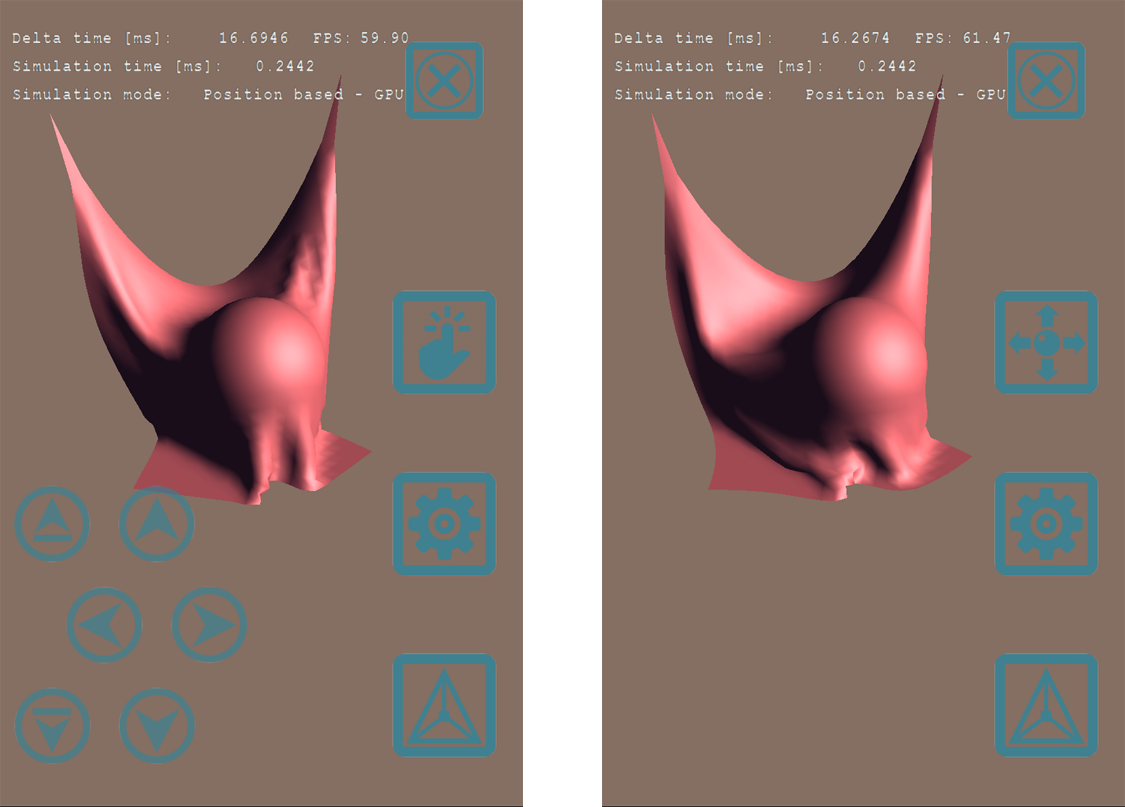 Delta time [ms]: 16.6946 FPS: 59.90
Simulation time [ms]: 0.2442
Simulation mode: Position based - GPU
Delta time [ms]: 16.2674 FPS: 61.47
Simulation time [ms]: 0.2442
Simulation mode: Position based - GPU